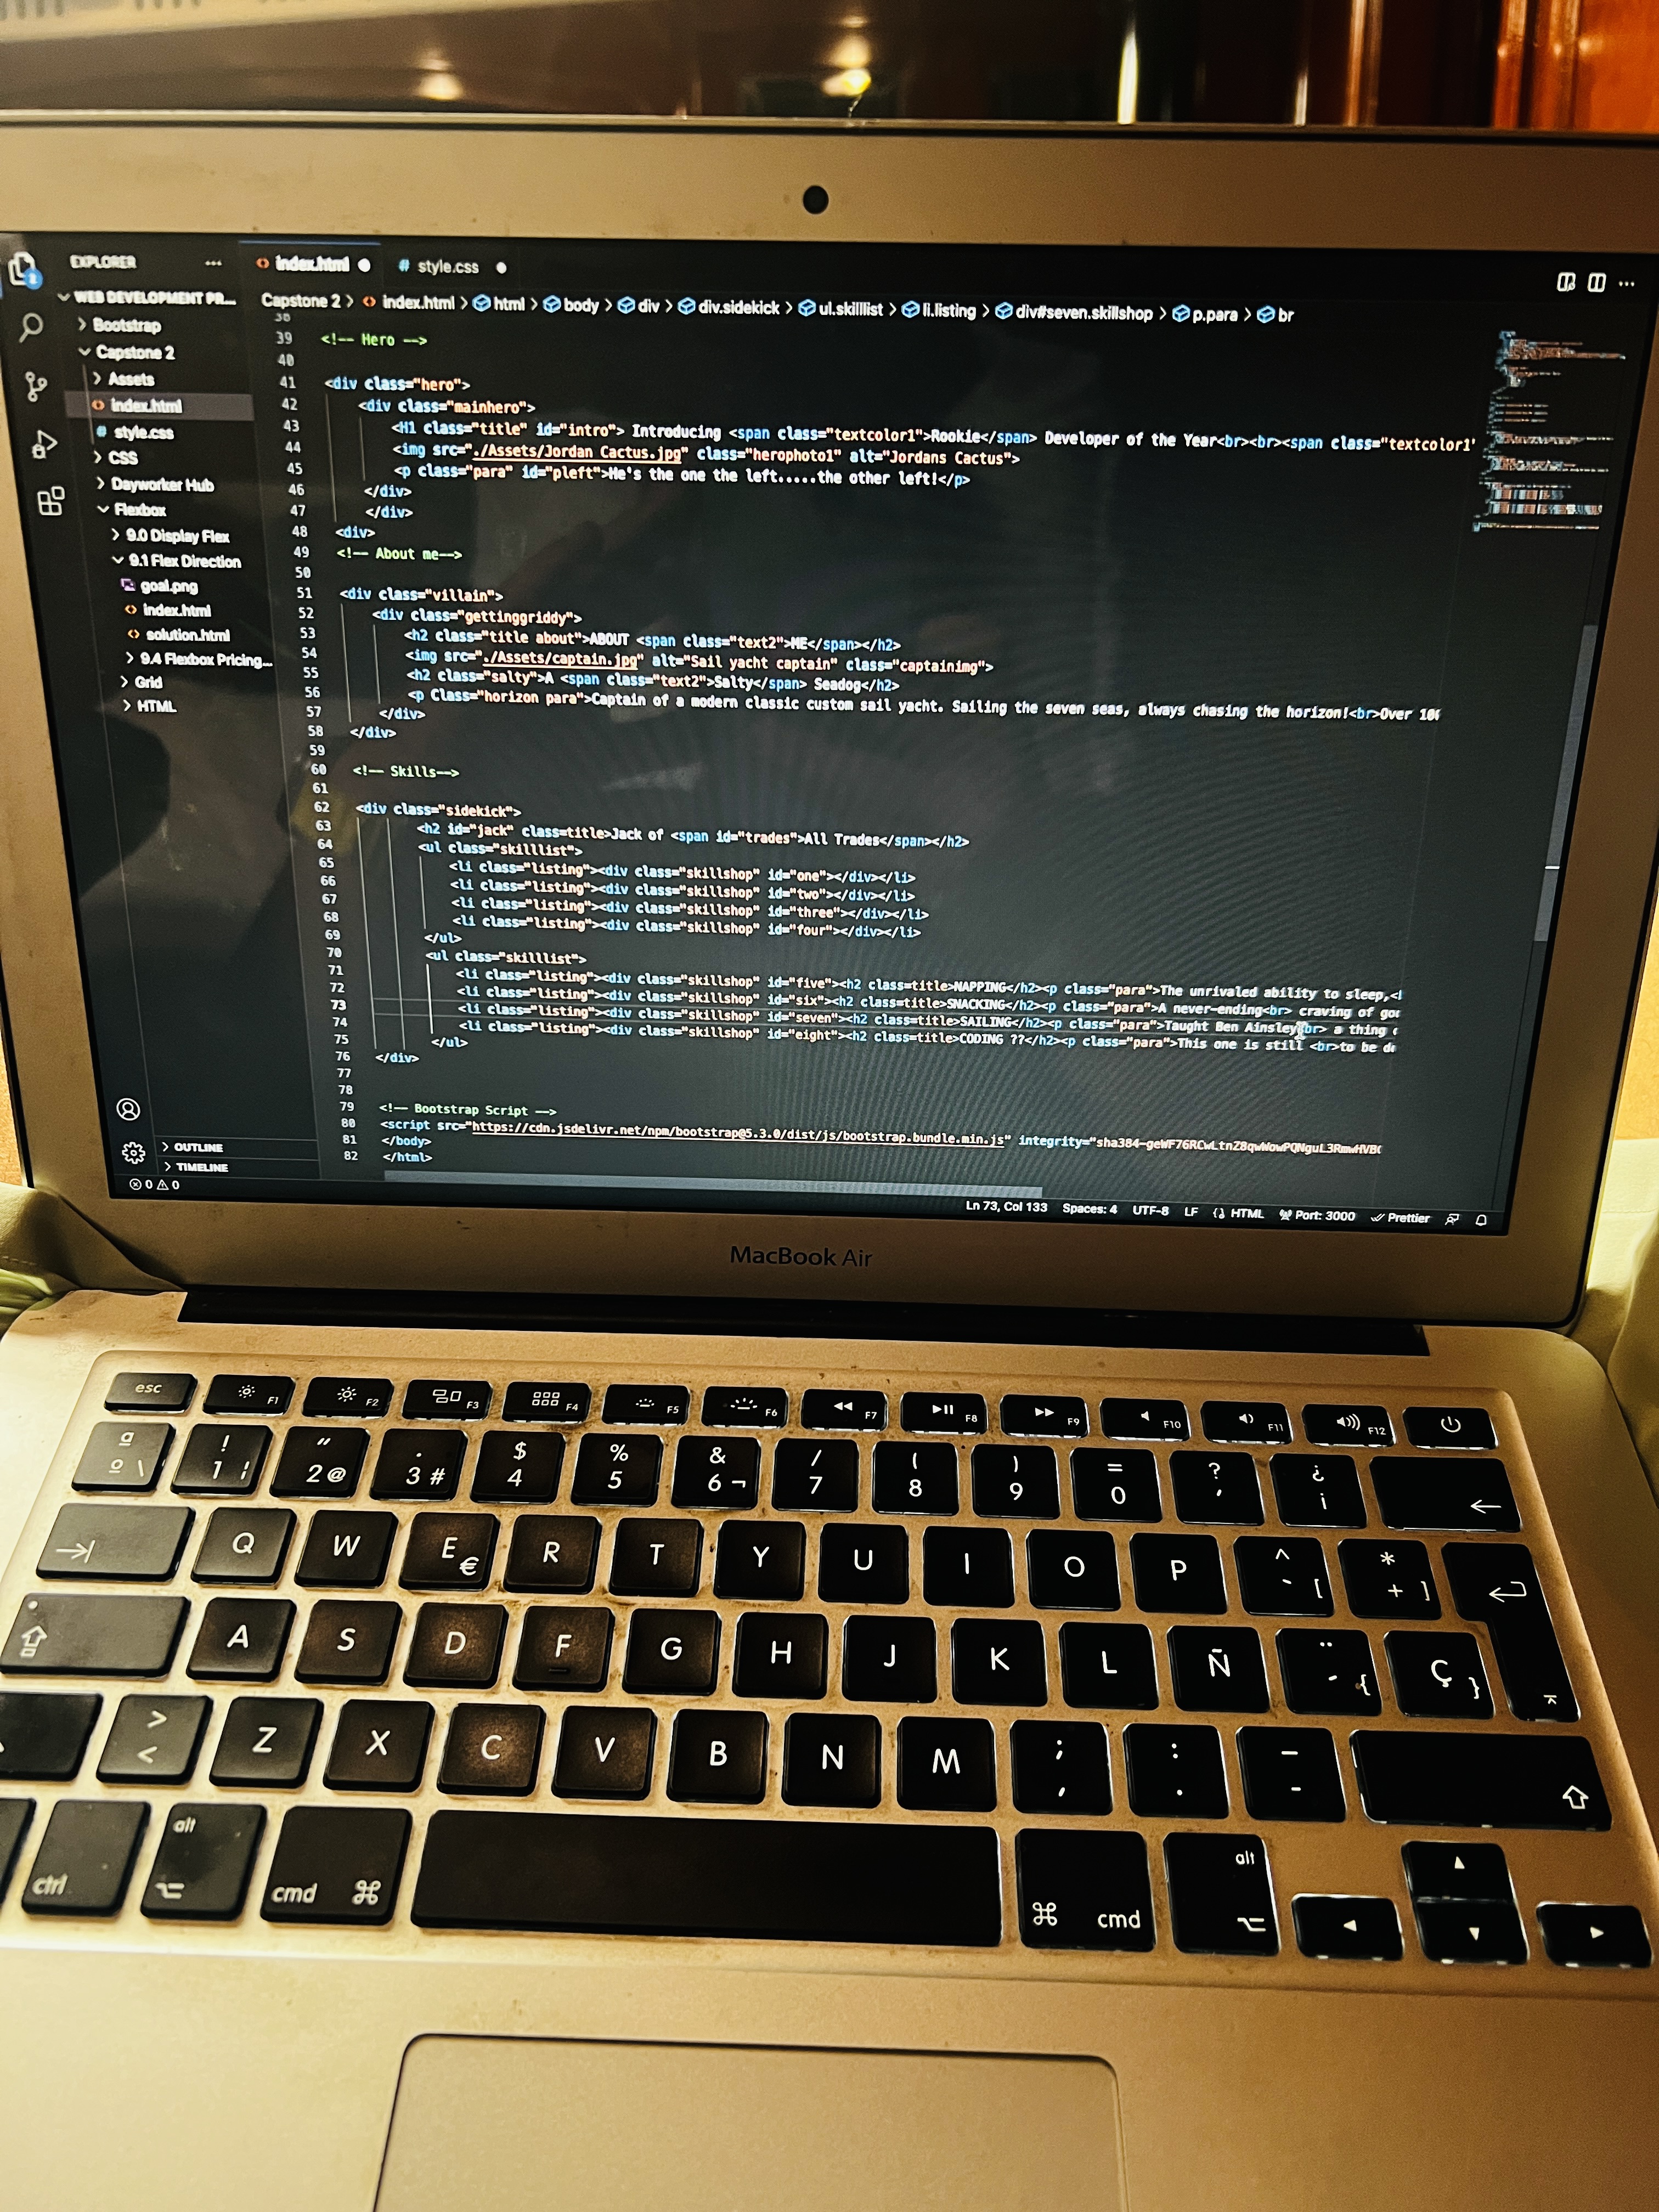 EXPLORER ...
index.html
# style.css
WEB DEVELOPMENT PR...
Bootstrap
Capstone 2
Assets
index.html
# style.css
CSS
Dayworker Hub
Flexbox
9.0 Display Flex
9.1 Flex Direction
goal.png
index.html
solution.html
9.4 Flexbox Pricing...
Grid
HTML
OUTLINE
TIMELINE
Capstone 2 > index.html > html > body > div > div.sidekick > ul.skilllist > li.listing > div#seven.skillshop > p.para > br
38
39 <!-- Hero -->
40
41 <div class="hero">
42 <div class="mainhero">
43 <H1 class="title" id="intro"> Introducing <span class="textcolor1">Rookie</span> Developer of the Year<br><br><span class="textcolor1"
44 <img src="./Assets/Jordan Cactus.jpg" class="herophoto1" alt="Jordans Cactus">
45 <p class="para" id="pleft">He's the one the left.....the other left!</p>
46 </div>
47 </div>
48 <div>
49 <!-- About me-->
50
51 <div class="villain">
52 <div class="gettinggriddy">
53 <h2 class="title about">ABOUT <span class="text2">ME</span></h2>
54 <img src="./Assets/captain.jpg" alt="Sail yacht captain" class="captainimg">
55 <h2 class="salty">A <span class="text2">Salty</span> Seadog</h2>
56 <p Class="horizon para">Captain of a modern classic custom sail yacht. Sailing the seven seas, always chasing the horizon!<br>Over
57 </div>
58 </div>
59
60 <!-- Skills-->
61
62 <div class="sidekick">
63 <h2 id="jack" class=title>Jack of <span id="trades">All Trades</span></h2>
64 <ul class="skilllist">
65 <li class="listing"><div class="skillshop" id="one"></div></li>
66 <li class="listing"><div class="skillshop" id="two"></div></li>
67 <li class="listing"><div class="skillshop" id="three"></div></li>
68 <li class="listing"><div class="skillshop" id="four"></div></li>
69 </ul>
70 <ul class="skilllist">
71 <li class="listing"><div class="skillshop" id="five"><h2 class=title>NAPPING</h2><p class="para">The unrivaled ability to sleep,<
72 <li class="listing"><div class="skillshop" id="six"><h2 class=title>SNACKING</h2><p class="para">A never-ending<br> craving of
73 <li class="listing"><div class="skillshop" id="seven"><h2 class=title>SAILING</h2><p class="para">Taught Ben Ainsley<br> a thing
74 <li class="listing"><div class="skillshop" id="eight"><h2 class=title>CODING ??</h2><p class="para">This one is still <br>to be
75 </ul>
76 </div>
77
78
79 <!-- Bootstrap Script -->
80 <script src="https://cdn.jsdelivr.net/npm/bootstrap@5.3.0/dist/js/bootstrap.bundle.min.js" integrity="sha384-geWF76RCwLtnZ8qwWowPQNguL3RmwHVBC
81 </body>
82 </html>
0 0
Ln 73, Col 133 Spaces: 4 UTF-8 LF {} HTML Port: 3000 Prettier
MacBook Air
esc F1 F2 F3 F4 F5 F6 F7 F8 F9 F10 F11 F12
ª º \ ! 1 ¦ " 2 @ · 3 # $ 4 % 5 & 6 ¬ / 7 ( 8 ) 9 = 0 ? ' ¿ ¡
Q W E € R T Y U I O P ^ ` [ * + ]
A S D F G H J K L Ñ ¨ ´ { Ç }
> < Z X C V B N M ; , : . _ -
ctrl alt cmd ⌘ ⌘ cmd alt